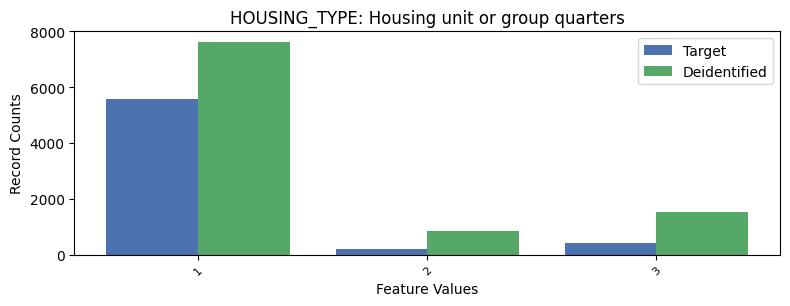 HOUSING_TYPE: Housing unit or group quarters
Target
Deidentified
Record Counts
8000
6000
4000
2000
0
1
2
3
Feature Values